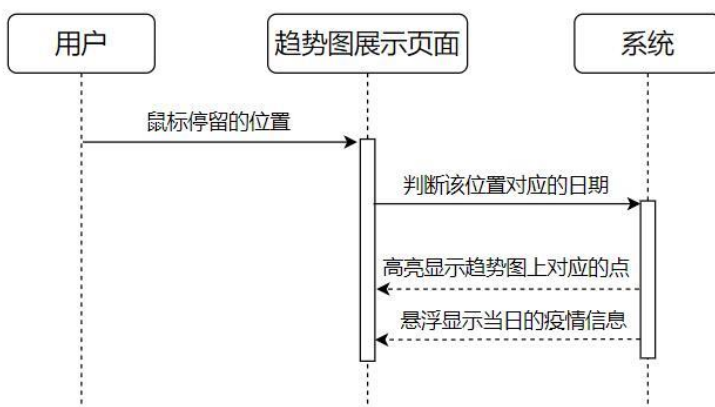 用户
趋势图展示页面
系统
鼠标停留的位置
判断该位置对应的日期
高亮显示趋势图上对应的点
悬浮显示当日的疫情信息